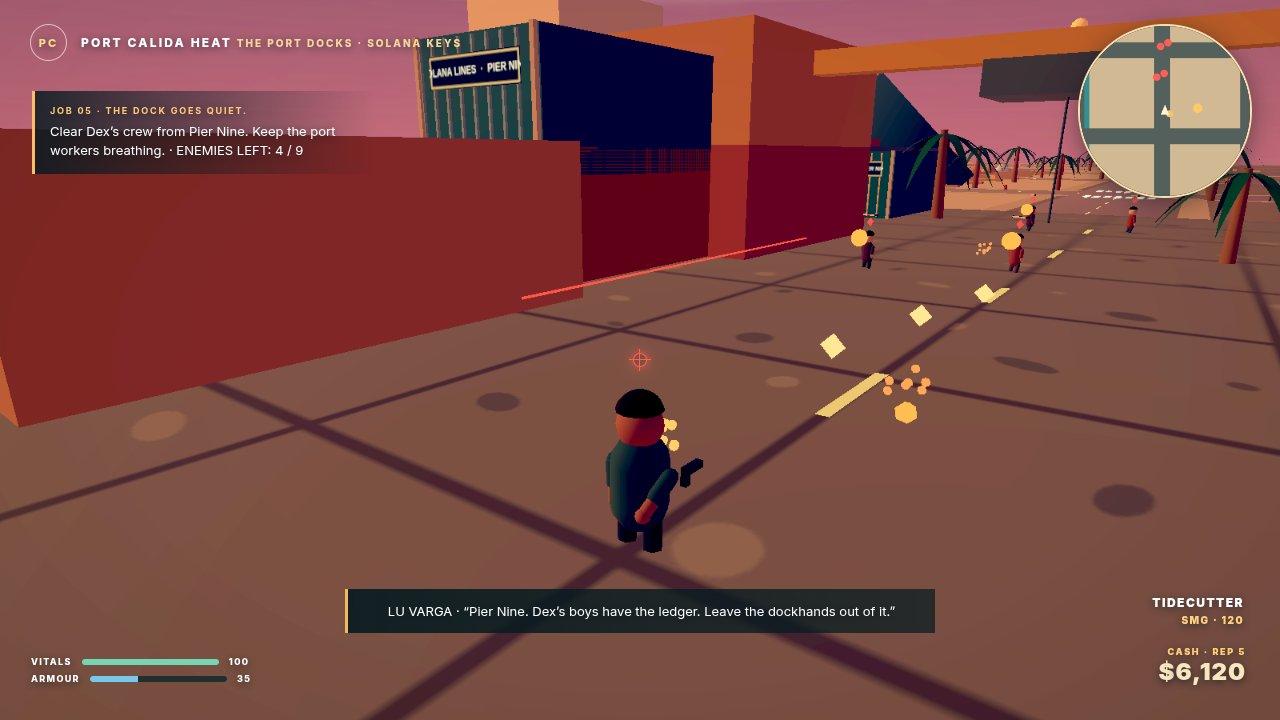 PC PORT CALIDA HEAT THE PORT DOCKS · SOLANA KEYS
JOB 05 · THE DOCK GOES QUIET.
Clear Dex’s crew from Pier Nine. Keep the port
workers breathing. · ENEMIES LEFT: 4 / 9
LANA LINES · PIER NI
LU VARGA · “Pier Nine. Dex’s boys have the ledger. Leave the dockhands out of it.”
TIDECUTTER
SMG · 120
CASH · REP 5
$6,120
VITALS 100
ARMOUR 35